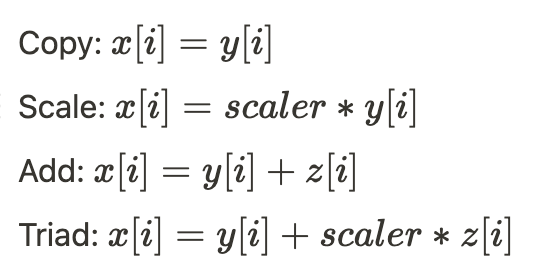 Copy: x[i] = y[i]
Scale: x[i] = scaler * y[i]
Add: x[i] = y[i] + z[i]
Triad: x[i] = y[i] + scaler * z[i]